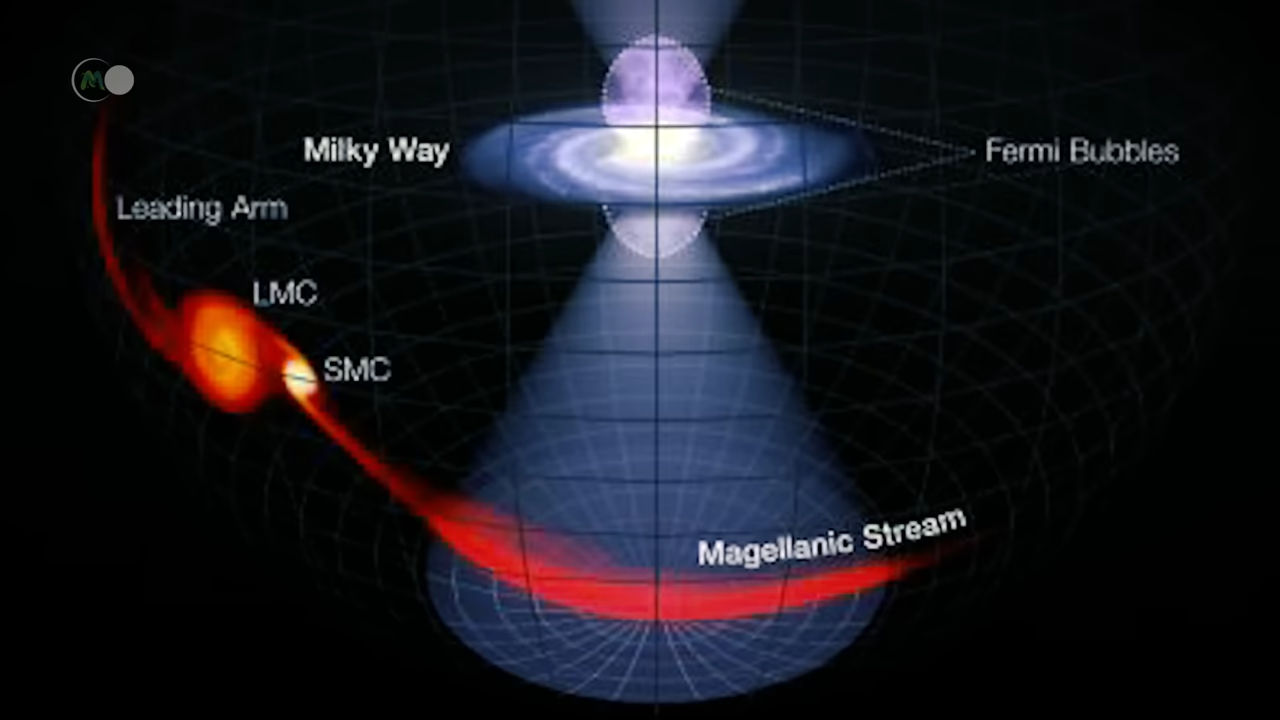 M
Milky Way
Fermi Bubbles
Leading Arm
LMC
SMC
Magellanic Stream